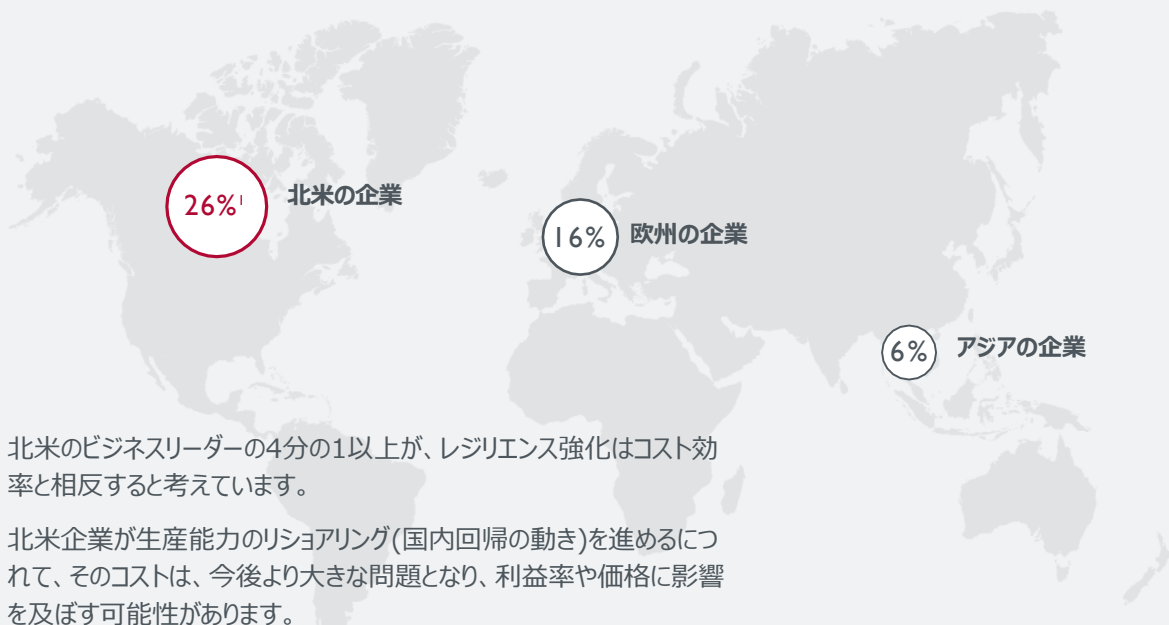 26%¹
北米の企業
16%
欧州の企業
6%
アジアの企業
北米のビジネスリーダーの4分の1以上が、レジリエンス強化はコスト効
率と相反すると考えています。
北米企業が生産能力のリショアリング(国内回帰の動き)を進めるにつ
れて、そのコストは、今後より大きな問題となり、利益率や価格に影響
を及ぼす可能性があります。